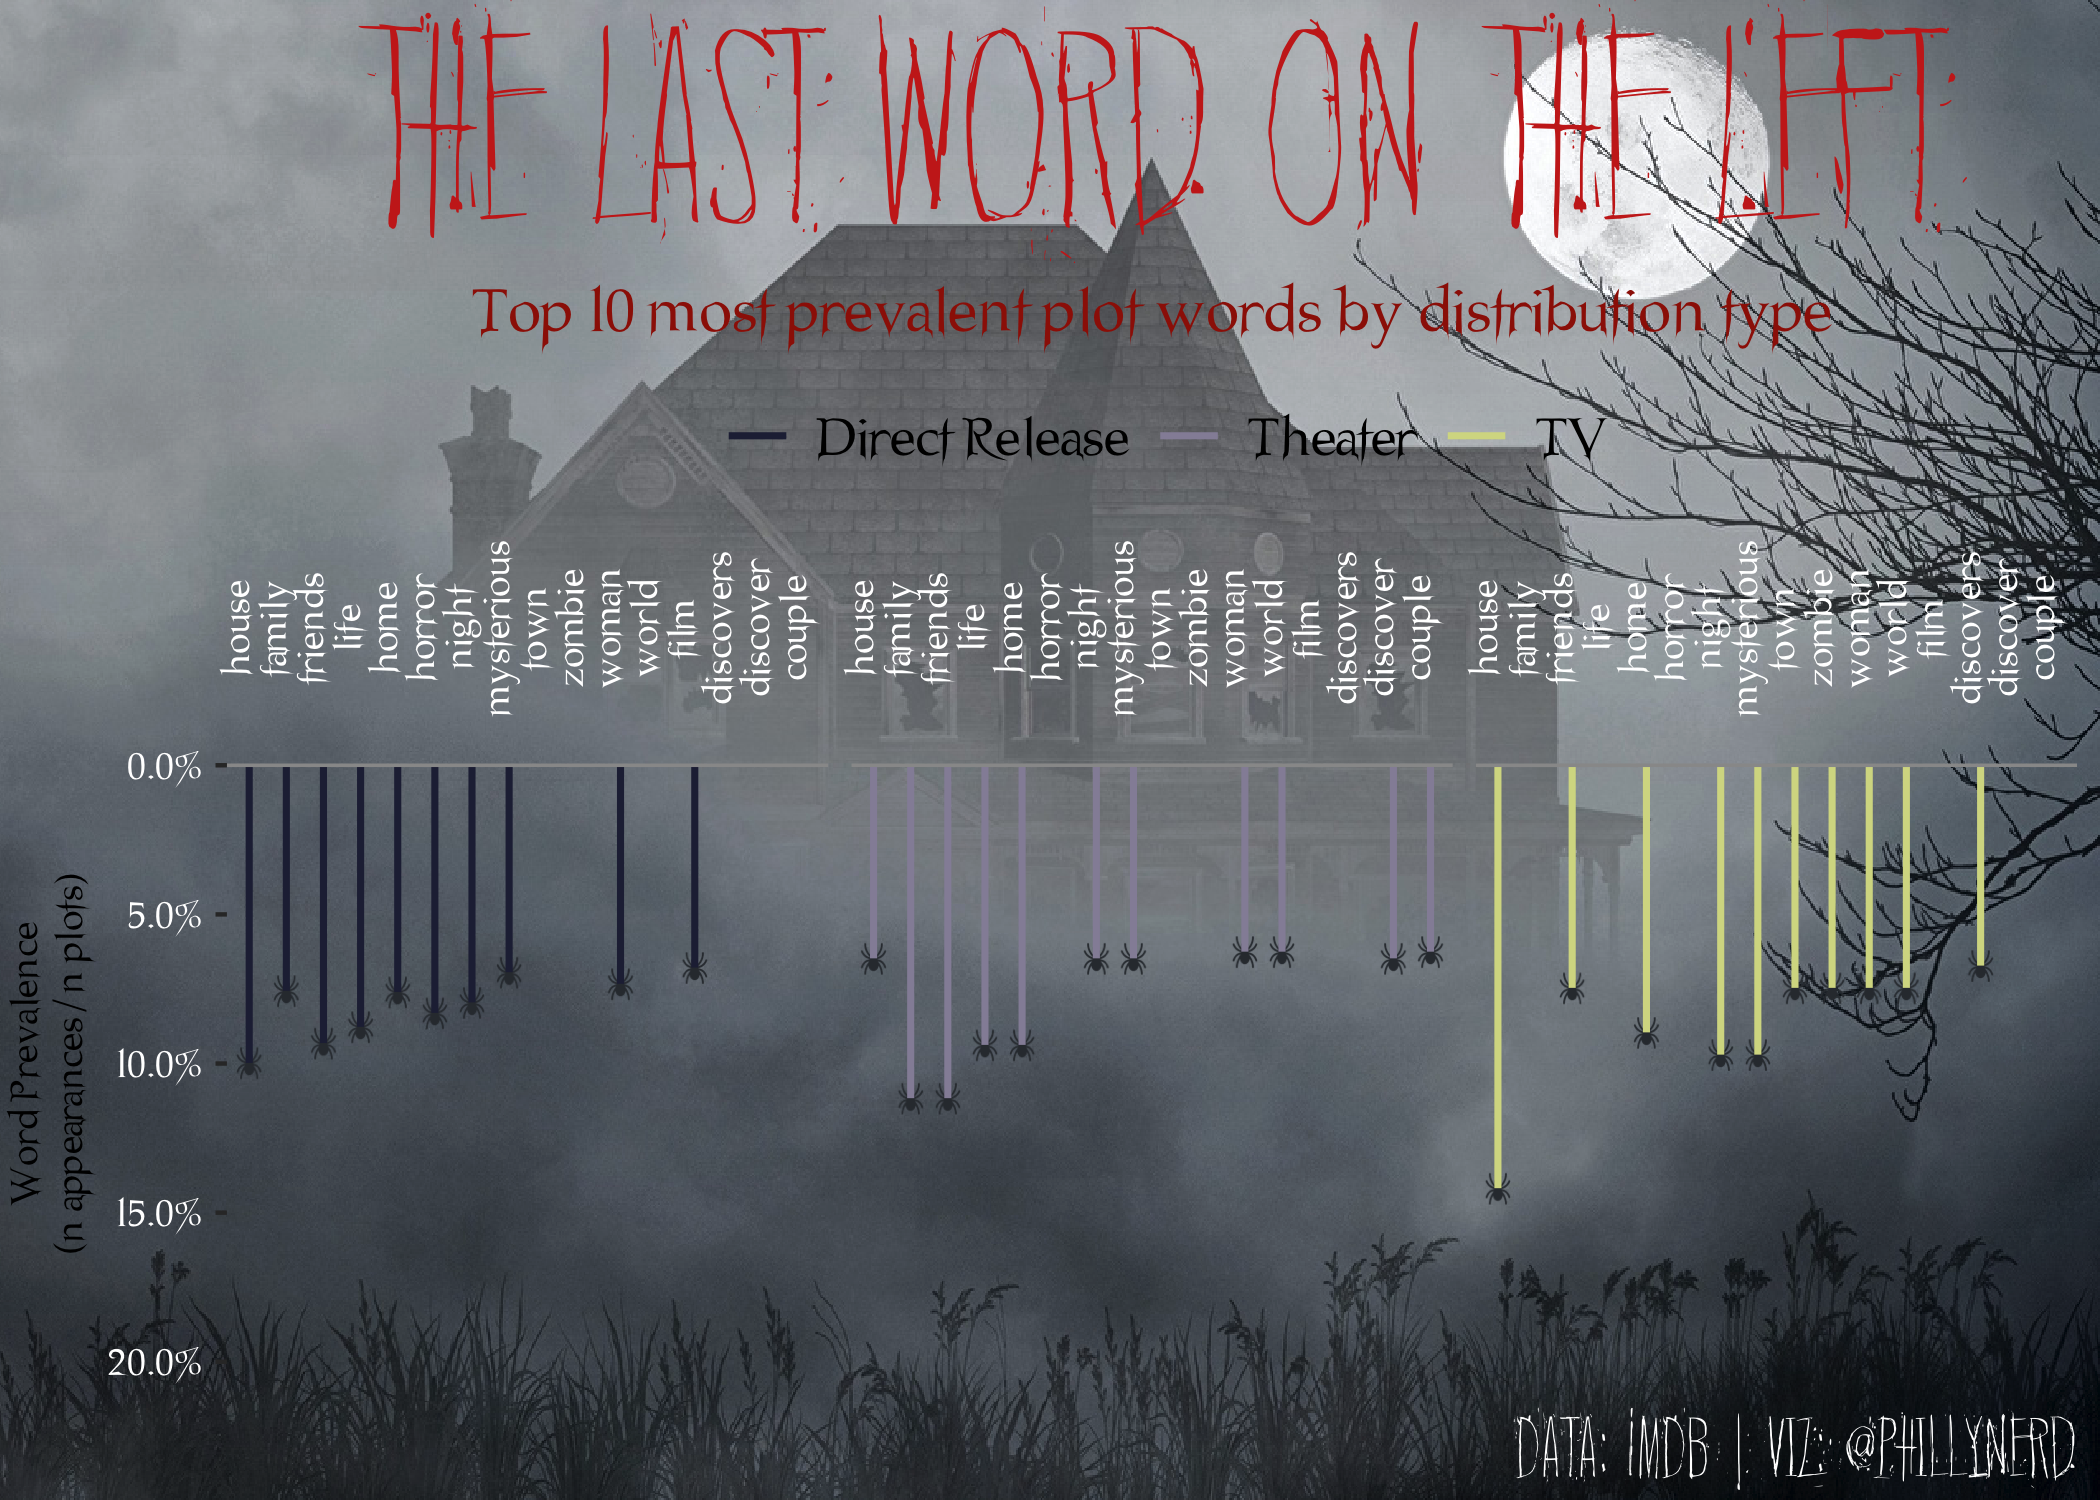 THE LAST WORD ON THE LEFT
Top 10 most prevalent plot words by distribution type
Direct Release Theater TV
house family friends life home horror night mysterious town zombie woman world film discovers discover couple
house family friends life home horror night mysterious town zombie woman world film discovers discover couple
house family friends life home horror night mysterious town zombie woman world film discovers discover couple
0.0%
5.0%
10.0%
15.0%
20.0%
Word Prevalence
(n appearances / n plots)
DATA: IMDB | VIZ: @PHILLYNERD